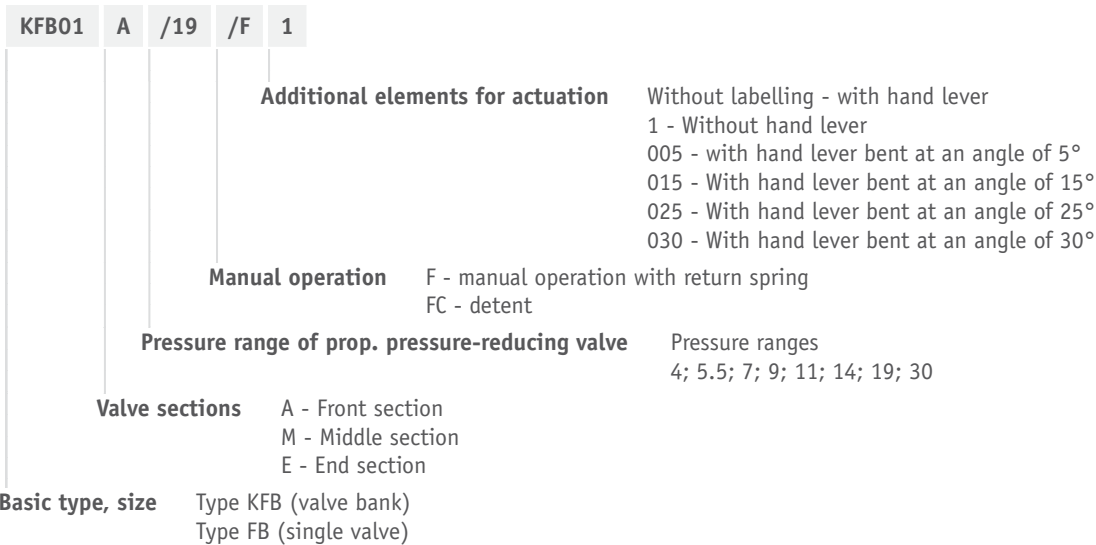 KFB01 A /19 /F 1
Additional elements for actuation Without labelling - with hand lever
1 - Without hand lever
005 - with hand lever bent at an angle of 5°
015 - With hand lever bent at an angle of 15°
025 - With hand lever bent at an angle of 25°
030 - With hand lever bent at an angle of 30°
Manual operation F - manual operation with return spring
FC - detent
Pressure range of prop. pressure-reducing valve Pressure ranges
4; 5.5; 7; 9; 11; 14; 19; 30
Valve sections A - Front section
M - Middle section
E - End section
Basic type, size Type KFB (valve bank)
Type FB (single valve)